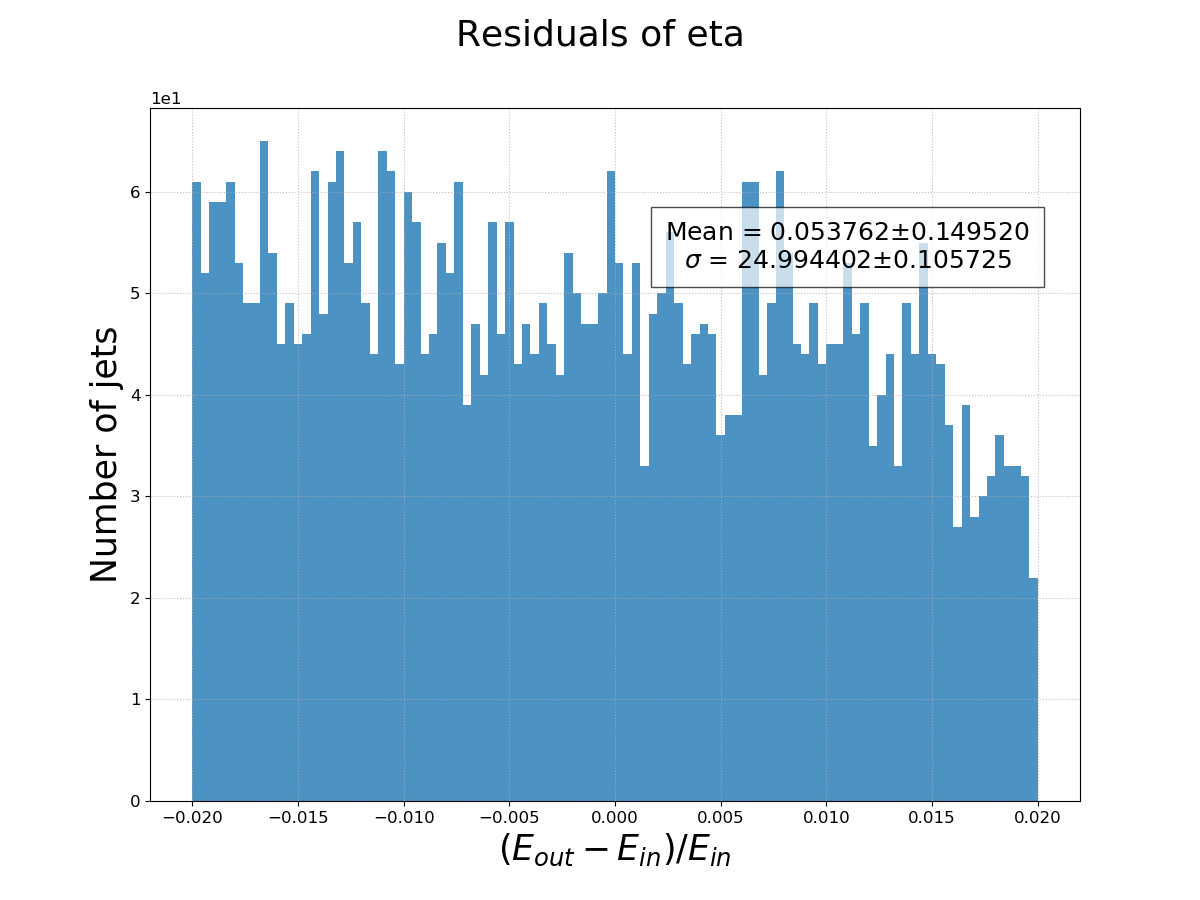 Residuals of eta
1e1
6
5
4
3
2
1
0
Number of jets
Mean = 0.053762±0.149520
σ = 24.994402±0.105725
−0.020 −0.015 −0.010 −0.005 0.000 0.005 0.010 0.015 0.020
(E_out − E_in)/E_in